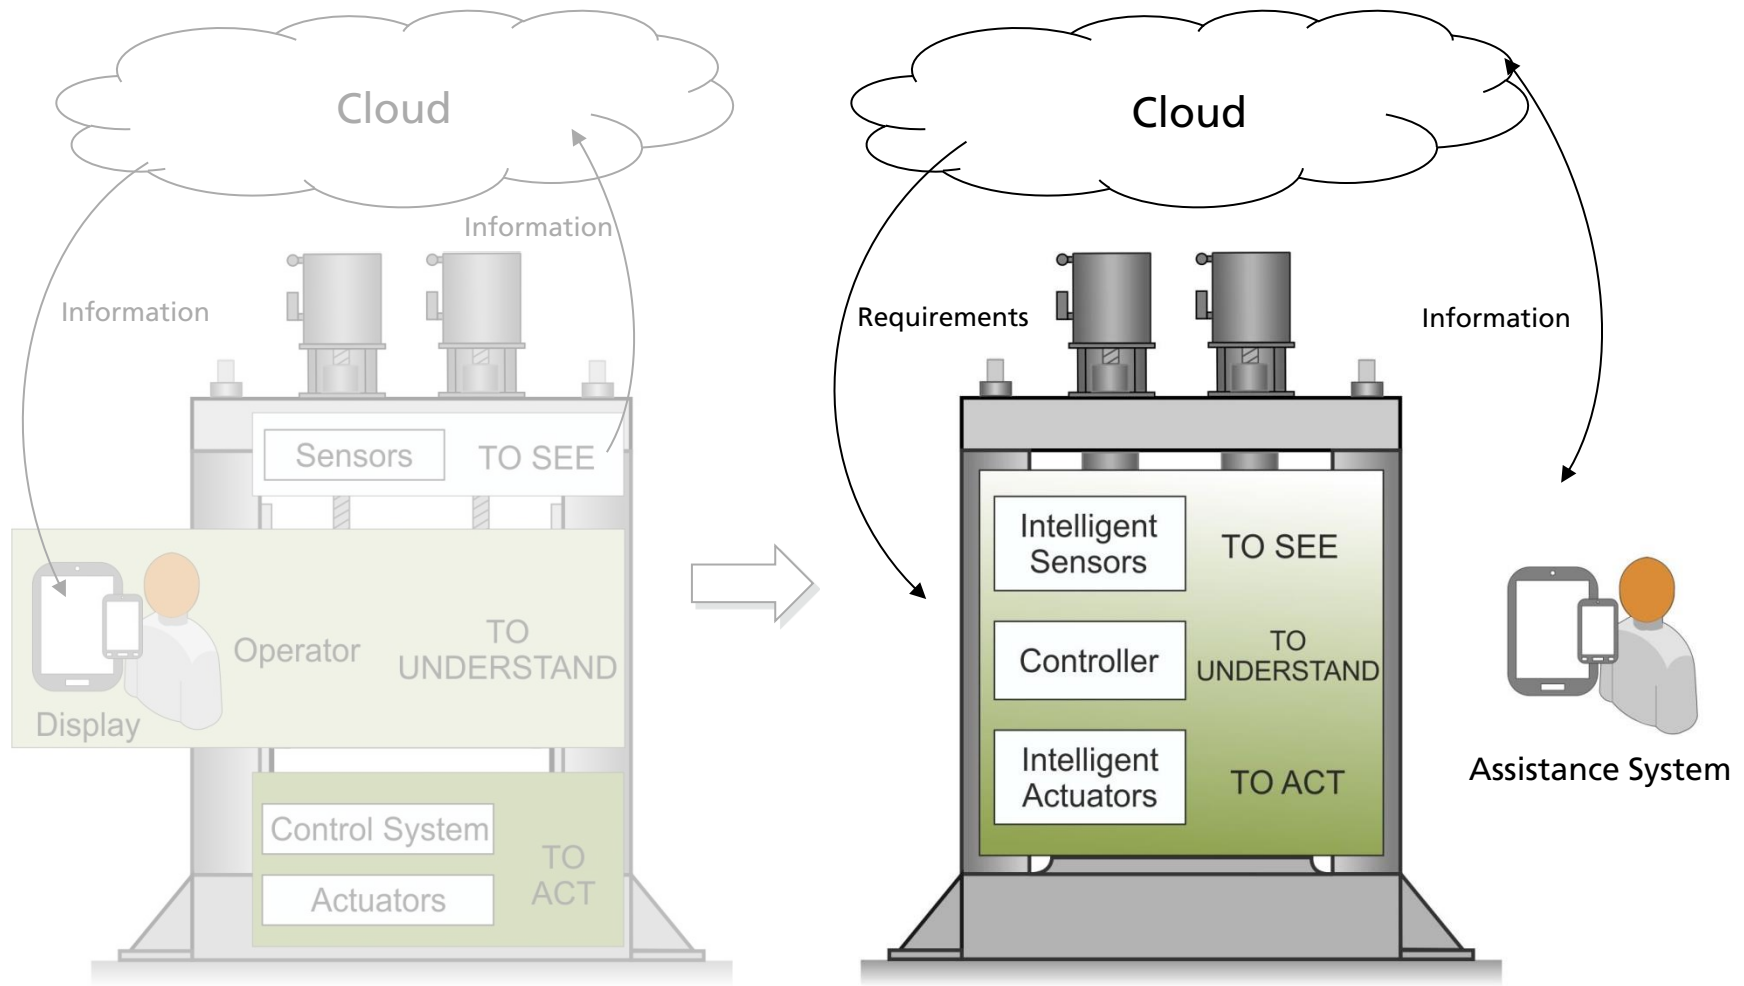 Cloud
Information
Information
Sensors
TO SEE
Operator
TO
UNDERSTAND
Display
Control System
Actuators
TO
ACT
Cloud
Requirements
Information
Intelligent
Sensors
TO SEE
Controller
TO
UNDERSTAND
Intelligent
Actuators
TO ACT
Assistance System